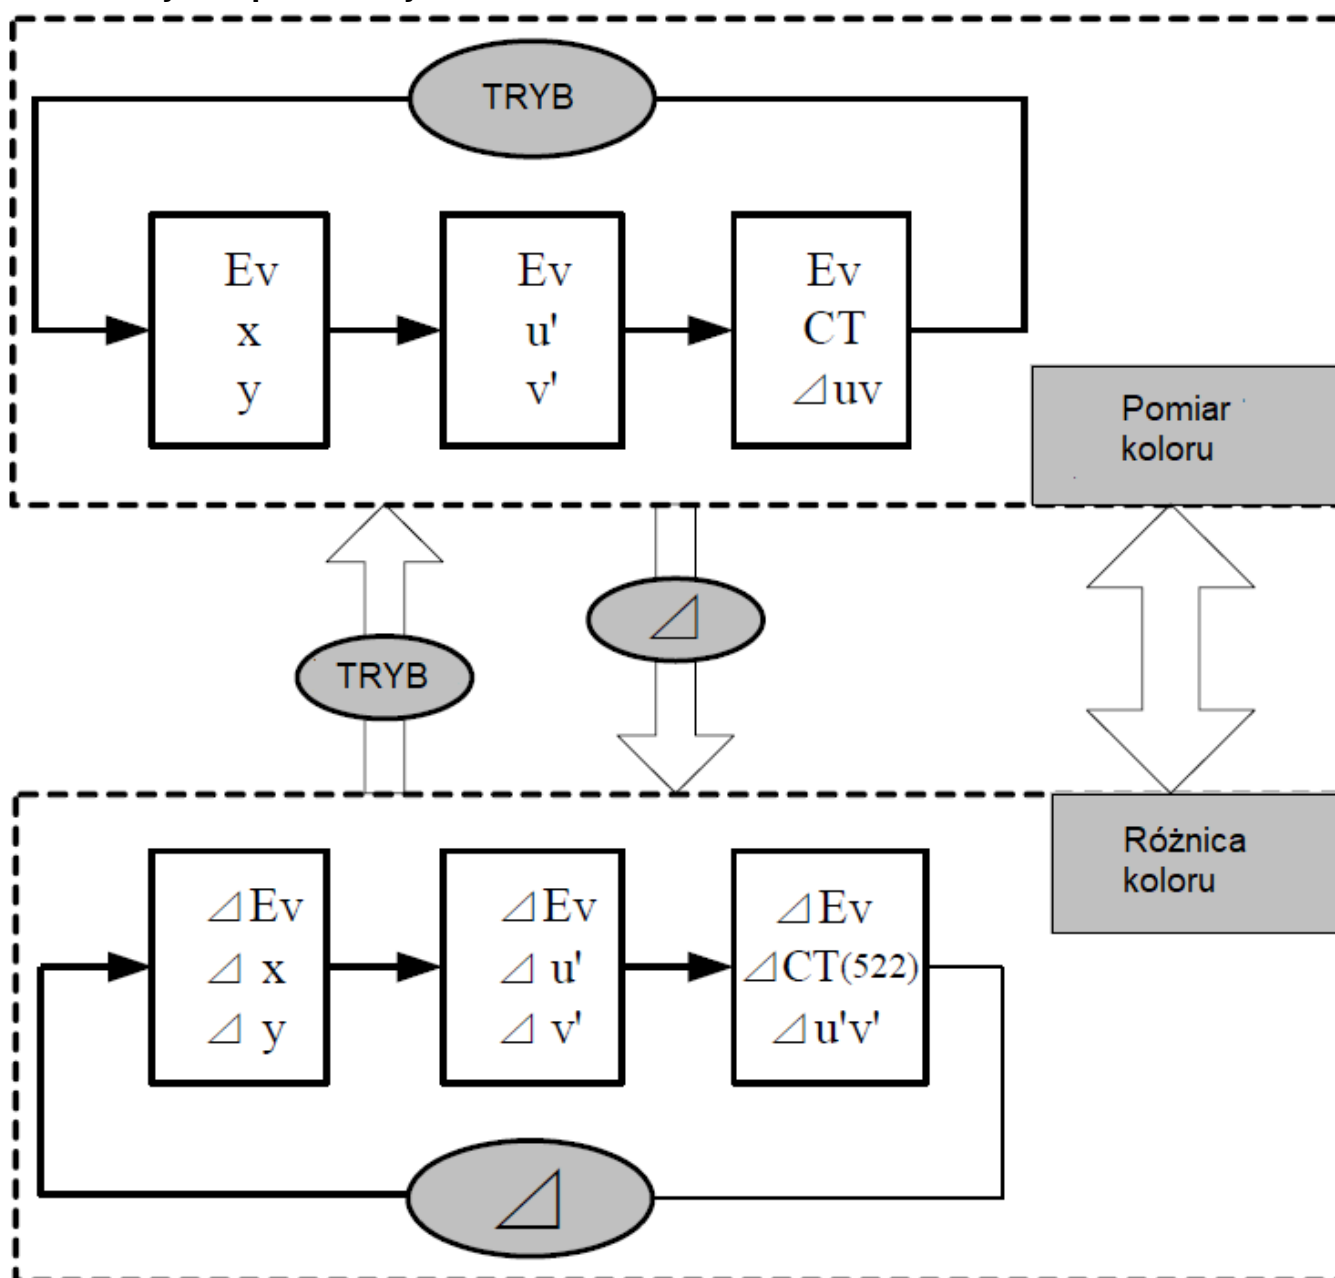 TRYB
Ev
x
y
Ev
u'
v'
Ev
CT
⊿uv
Pomiar
koloru
⊿
TRYB
Różnica
koloru
⊿Ev
⊿ x
⊿ y
⊿Ev
⊿ u'
⊿ v'
⊿Ev
⊿CT(522)
⊿u'v'
⊿